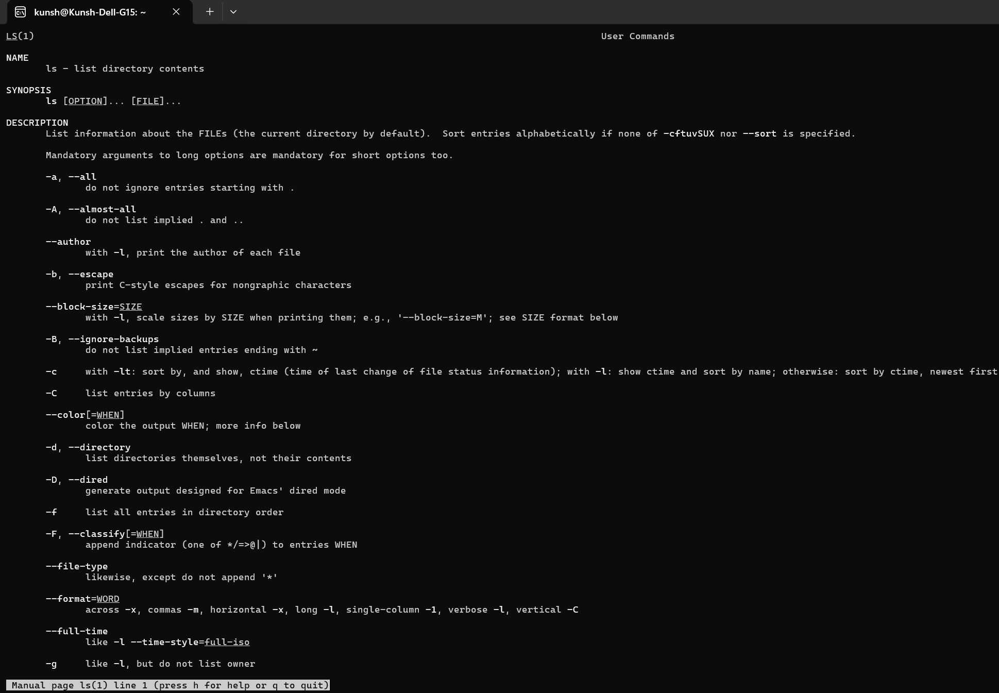 kunsh@Kunsh-Dell-G15: ~
LS(1) User Commands
NAME
ls - list directory contents
SYNOPSIS
ls [OPTION]... [FILE]...
DESCRIPTION
List information about the FILEs (the current directory by default).  Sort entries alphabetically if none of -cftuvSUX nor --sort is specified.
Mandatory arguments to long options are mandatory for short options too.
-a, --all
do not ignore entries starting with .
-A, --almost-all
do not list implied . and ..
--author
with -l, print the author of each file
-b, --escape
print C-style escapes for nongraphic characters
--block-size=SIZE
with -l, scale sizes by SIZE when printing them; e.g., '--block-size=M'; see SIZE format below
-B, --ignore-backups
do not list implied entries ending with ~
-c with -lt: sort by, and show, ctime (time of last change of file status information); with -l: show ctime and sort by name; otherwise: sort by ctime, newest first
-C list entries by columns
--color[=WHEN]
color the output WHEN; more info below
-d, --directory
list directories themselves, not their contents
-D, --dired
generate output designed for Emacs' dired mode
-f list all entries in directory order
-F, --classify[=WHEN]
append indicator (one of */=>@|) to entries WHEN
--file-type
likewise, except do not append '*'
--format=WORD
across -x, commas -m, horizontal -x, long -l, single-column -1, verbose -l, vertical -C
--full-time
like -l --time-style=full-iso
-g like -l, but do not list owner
Manual page ls(1) line 1 (press h for help or q to quit)